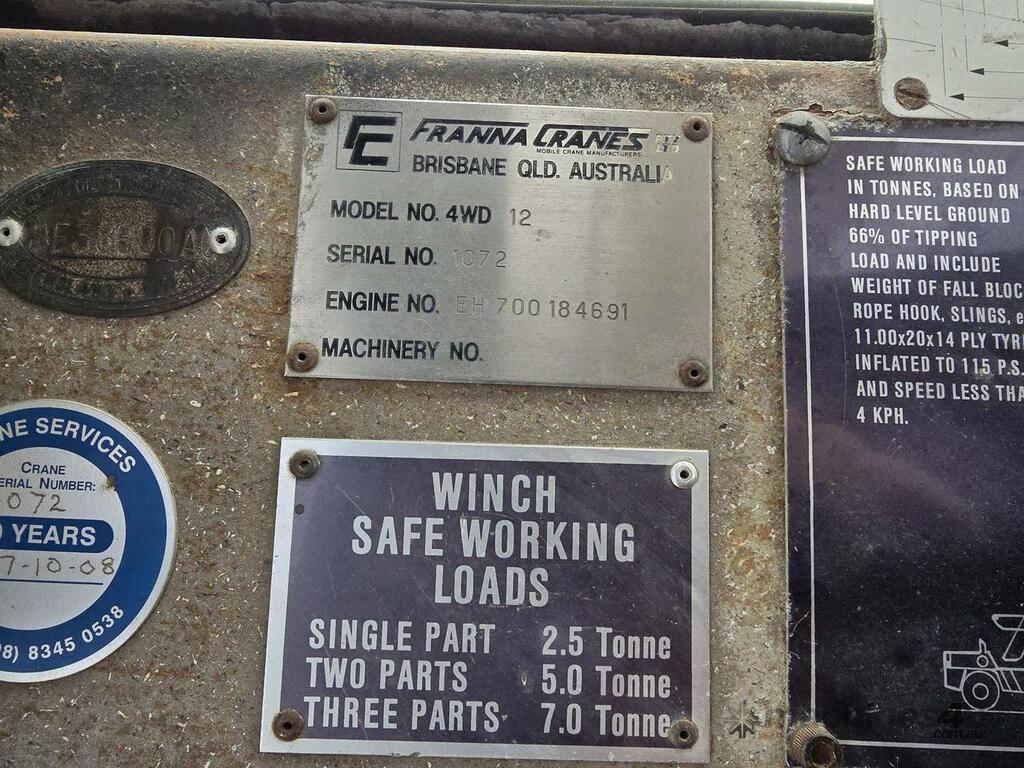 FC FRANNA CRANES PTY LTD
MOBILE CRANE MANUFACTURERS
BRISBANE QLD. AUSTRALIA
MODEL NO. 4WD 12
SERIAL NO. 1072
ENGINE NO. EH 700 184691
MACHINERY NO.
NE SERVICES
CRANE
ERIAL NUMBER:
072
YEARS
7-10-08
8) 8345 0538
WINCH
SAFE WORKING
LOADS
SINGLE PART 2.5 Tonne
TWO PARTS 5.0 Tonne
THREE PARTS 7.0 Tonne
SAFE WORKING LOAD
IN TONNES, BASED ON
HARD LEVEL GROUND
66% OF TIPPING
LOAD AND INCLUDE
WEIGHT OF FALL BLOC
ROPE HOOK, SLINGS, e
11.00x20x14 PLY TYR
INFLATED TO 115 P.S.
AND SPEED LESS THA
4 KPH.
.com.au